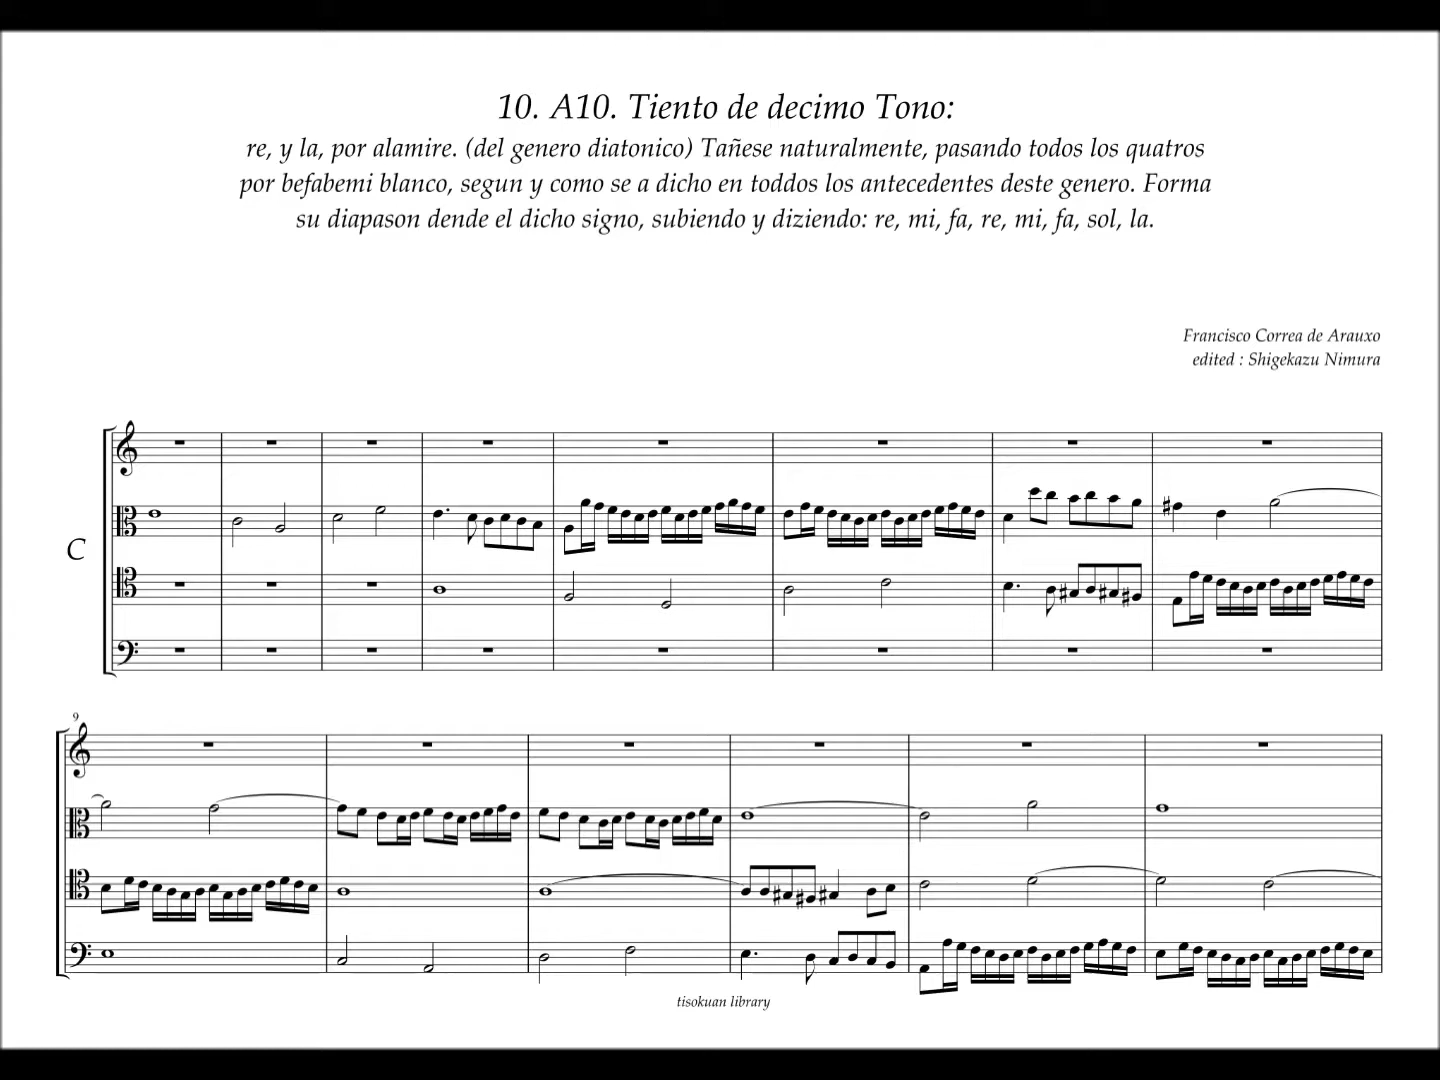 10. A10. Tiento de decimo Tono:
re, y la, por alamire. (del genero diatonico) Tañese naturalmente, pasando todos los quatros
por befabemi blanco, segun y como se a dicho en toddos los antecedentes deste genero. Forma
su diapason dende el dicho signo, subiendo y diziendo: re, mi, fa, re, mi, fa, sol, la.
Francisco Correa de Arauxo
edited : Shigekazu Nimura
C
9
tisokuan library